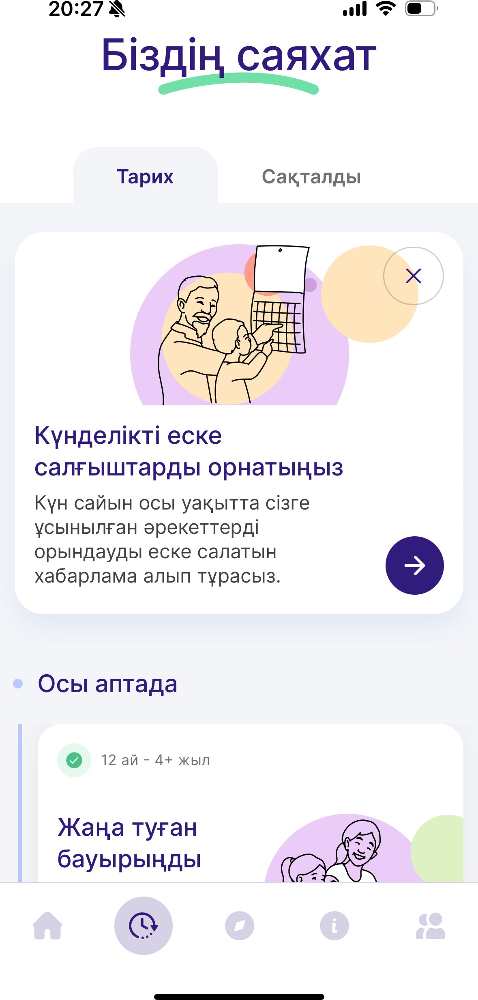 20:27
Біздің саяхат
Тарих
Сақталды
Күнделікті еске
салғыштарды орнатыңыз
Күн сайын осы уақытта сізге
ұсынылған әрекеттерді
орындауды еске салатын
хабарлама алып тұрасыз.
Осы аптада
12 ай - 4+ жыл
Жаңа туған
бауырыңды